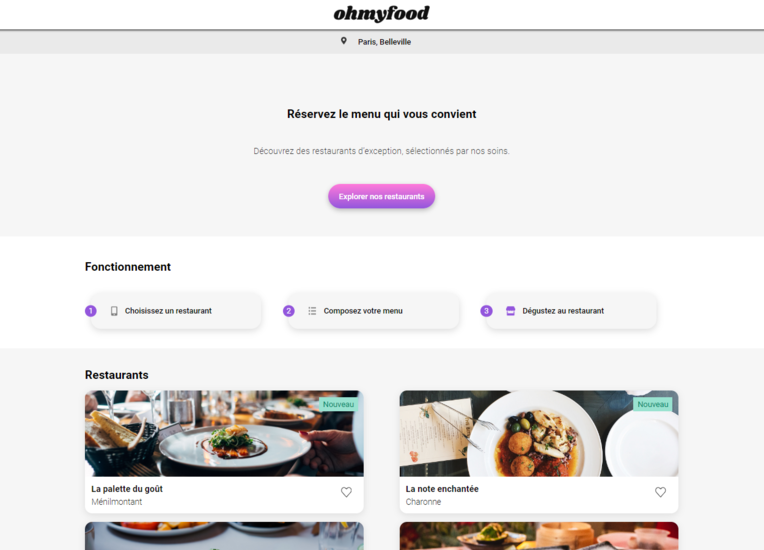 ohmyfood
Paris, Belleville
Réservez le menu qui vous convient
Découvrez des restaurants d'exception, sélectionnés par nos soins.
Explorer nos restaurants
Fonctionnement
1 Choisissez un restaurant
2 Composez votre menu
3 Dégustez au restaurant
Restaurants
Nouveau
Nouveau
La palette du goût
Ménilmontant
La note enchantée
Charonne